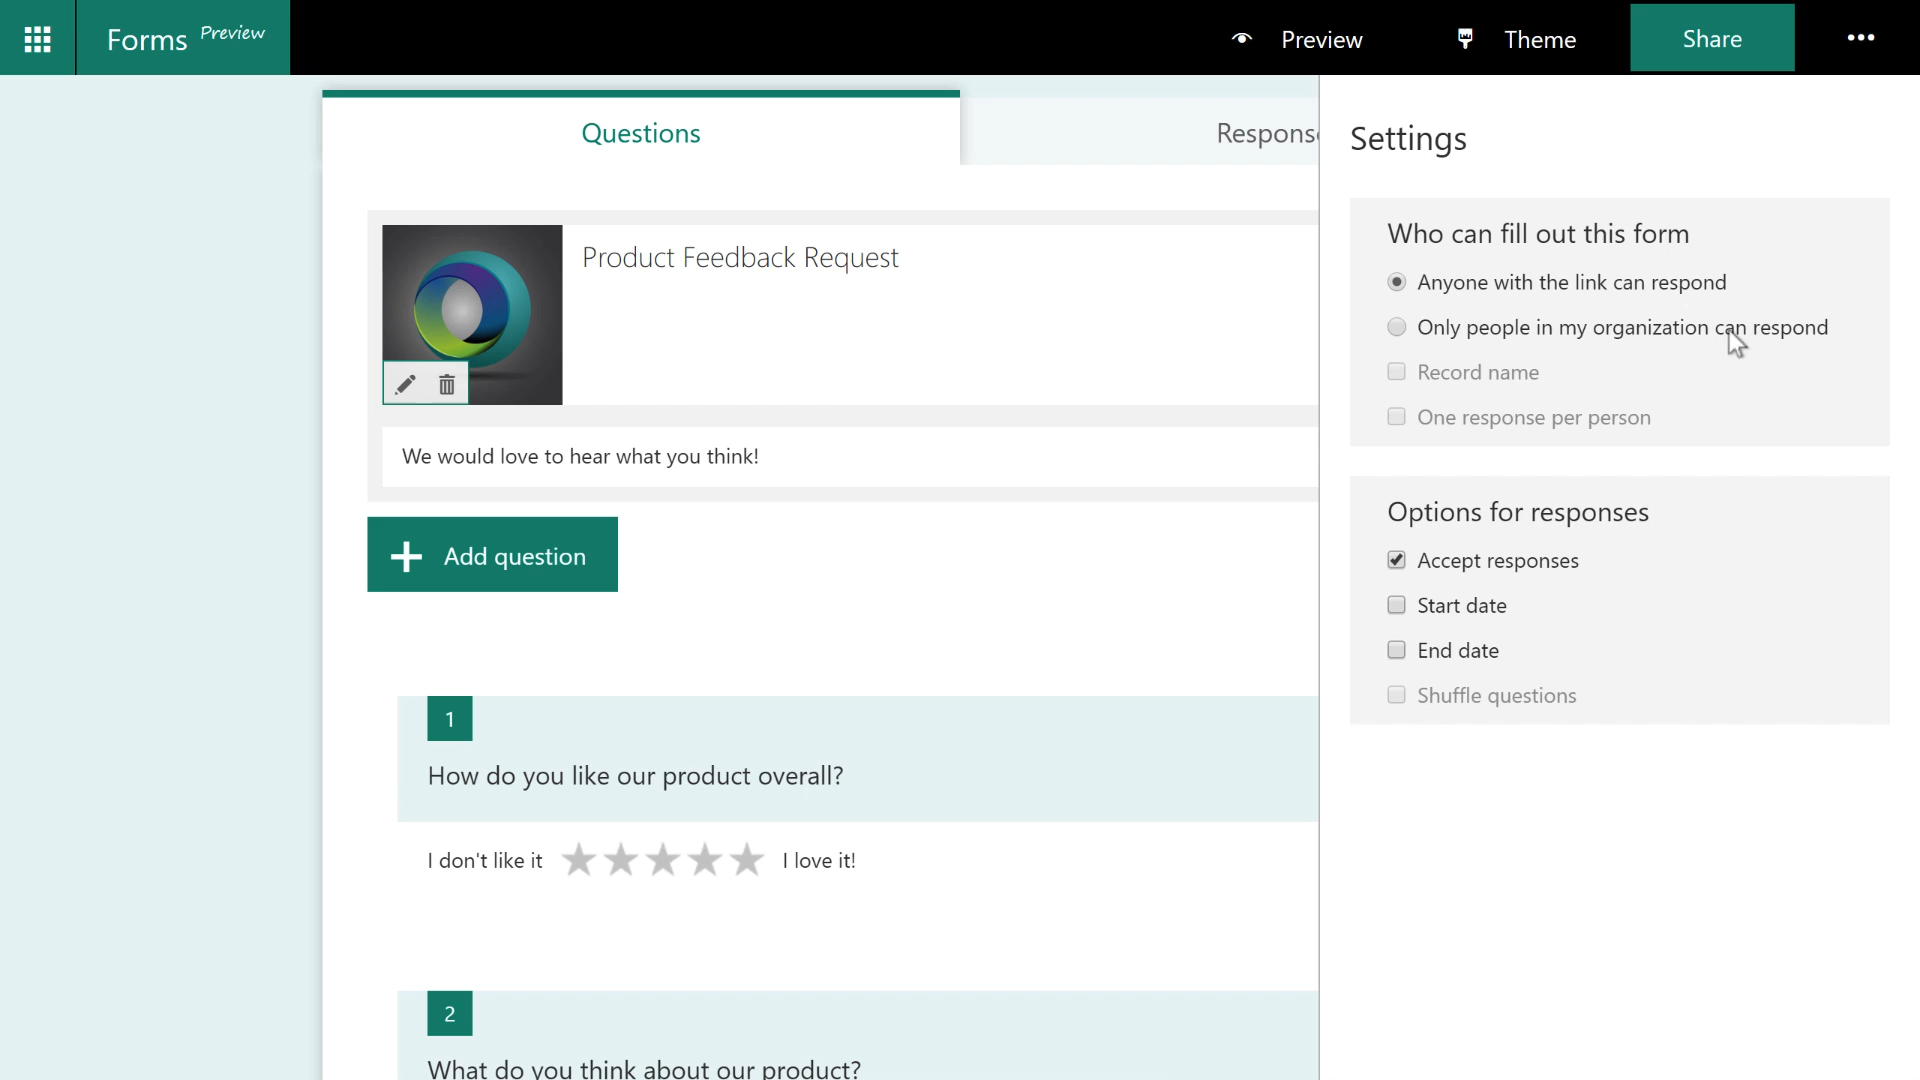 Forms Preview
Preview
Theme
Share
Questions
Respons
Product Feedback Request
We would love to hear what you think!
Add question
1
How do you like our product overall?
I don't like it
I love it!
2
What do you think about our product?
Settings
Who can fill out this form
Anyone with the link can respond
Only people in my organization can respond
Record name
One response per person
Options for responses
Accept responses
Start date
End date
Shuffle questions